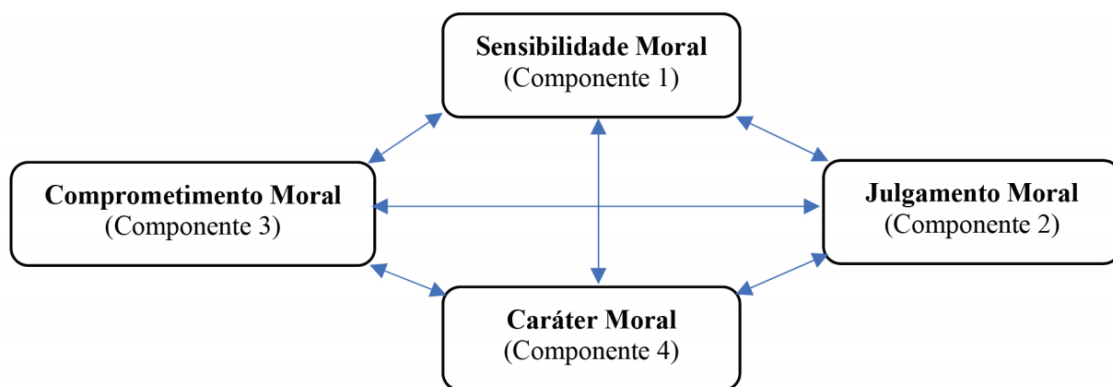 Sensibilidade Moral
(Componente 1)
Comprometimento Moral
(Componente 3)
Julgamento Moral
(Componente 2)
Caráter Moral
(Componente 4)